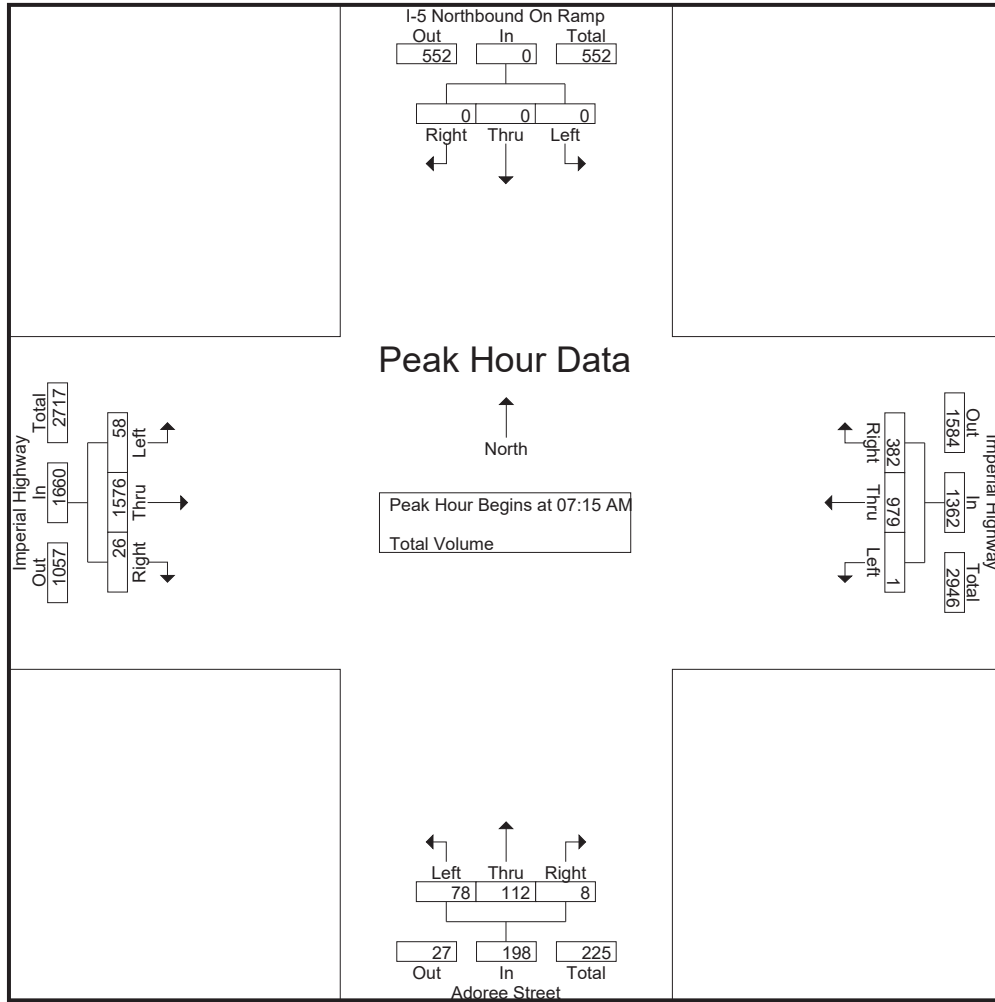 I-5 Northbound On Ramp
Out In Total
552 0 552
0 0 0
Right Thru Left
Peak Hour Data
North
Peak Hour Begins at 07:15 AM
Total Volume
Imperial Highway
Total In Out
2717 1660 1057
58 1576 26
Left Thru Right
Imperial Highway
Out In Total
1584 1362 2946
382 979 1
Right Thru Left
Left Thru Right
78 112 8
27 198 225
Out In Total
Adoree Street